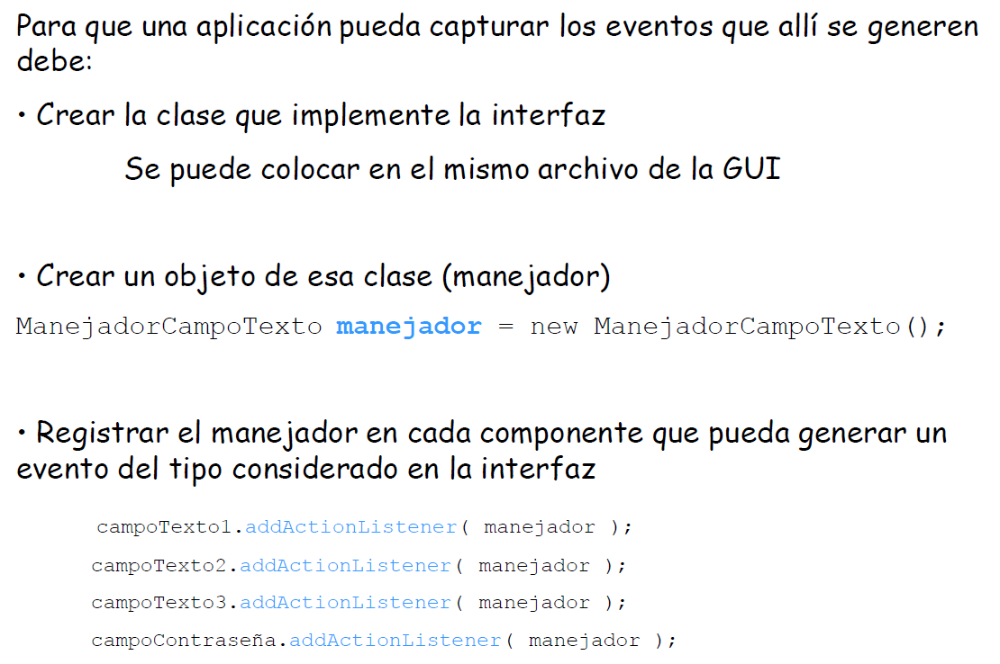 Para que una aplicación pueda capturar los eventos que allí se generen
debe:
• Crear la clase que implemente la interfaz
Se puede colocar en el mismo archivo de la GUI
• Crear un objeto de esa clase (manejador)
ManejadorCampoTexto manejador = new ManejadorCampoTexto();
• Registrar el manejador en cada componente que pueda generar un
evento del tipo considerado en la interfaz
campoTexto1.addActionListener( manejador );
campoTexto2.addActionListener( manejador );
campoTexto3.addActionListener( manejador );
campoContraseña.addActionListener( manejador );